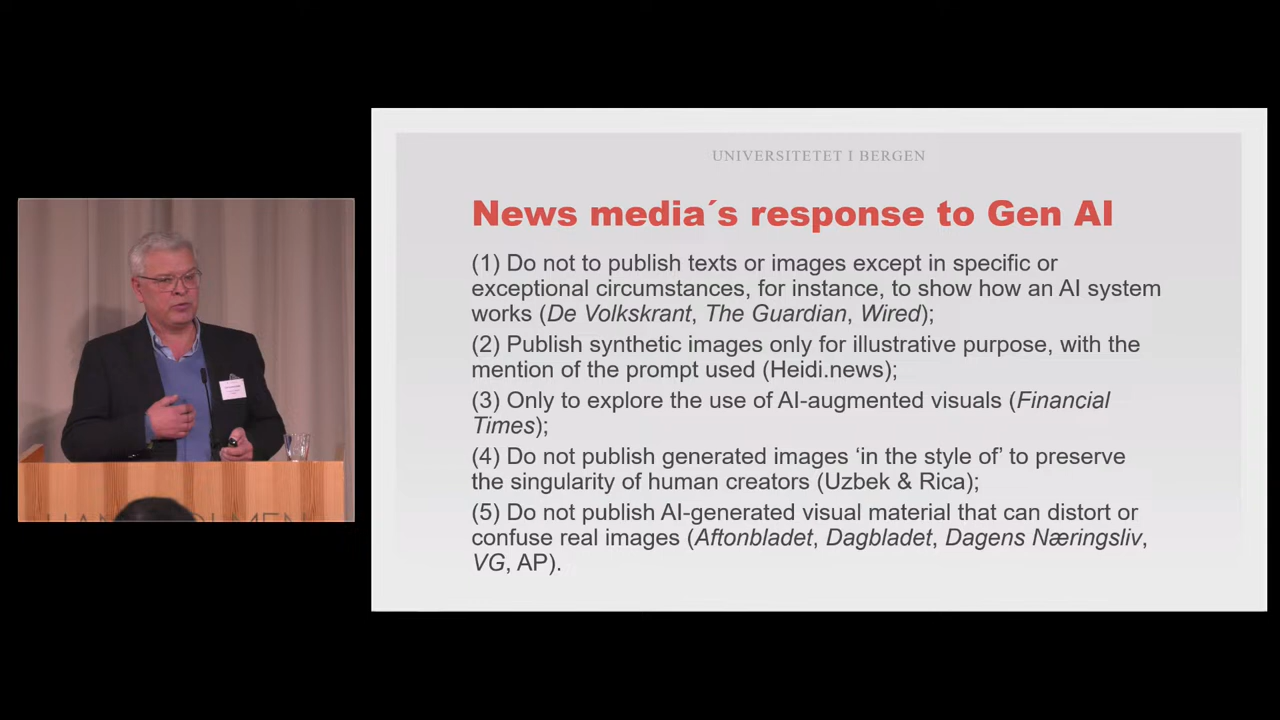 UNIVERSITETET I BERGEN
News media´s response to Gen AI
(1) Do not to publish texts or images except in specific or
exceptional circumstances, for instance, to show how an AI system
works (De Volkskrant, The Guardian, Wired);
(2) Publish synthetic images only for illustrative purpose, with the
mention of the prompt used (Heidi.news);
(3) Only to explore the use of AI-augmented visuals (Financial
Times);
(4) Do not publish generated images ‘in the style of’ to preserve
the singularity of human creators (Uzbek & Rica);
(5) Do not publish AI-generated visual material that can distort or
confuse real images (Aftonbladet, Dagbladet, Dagens Næringsliv,
VG, AP).